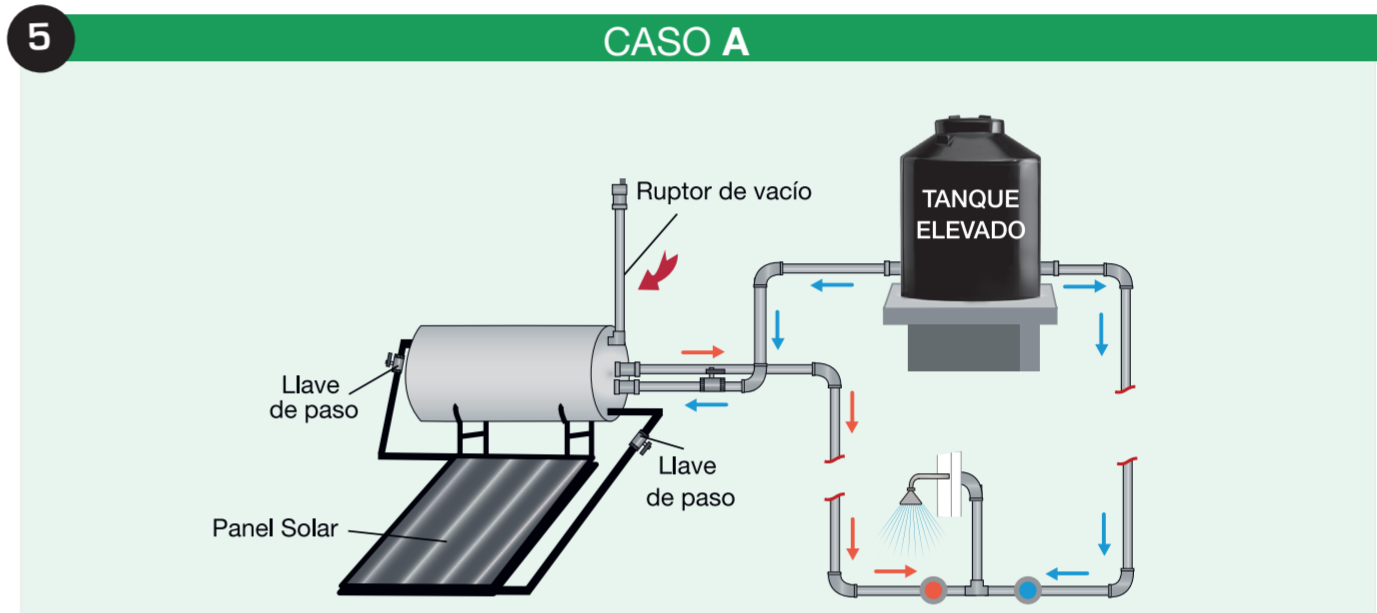 5
CASO A
Ruptor de vacío
TANQUE
ELEVADO
Llave
de paso
Llave
de paso
Panel Solar